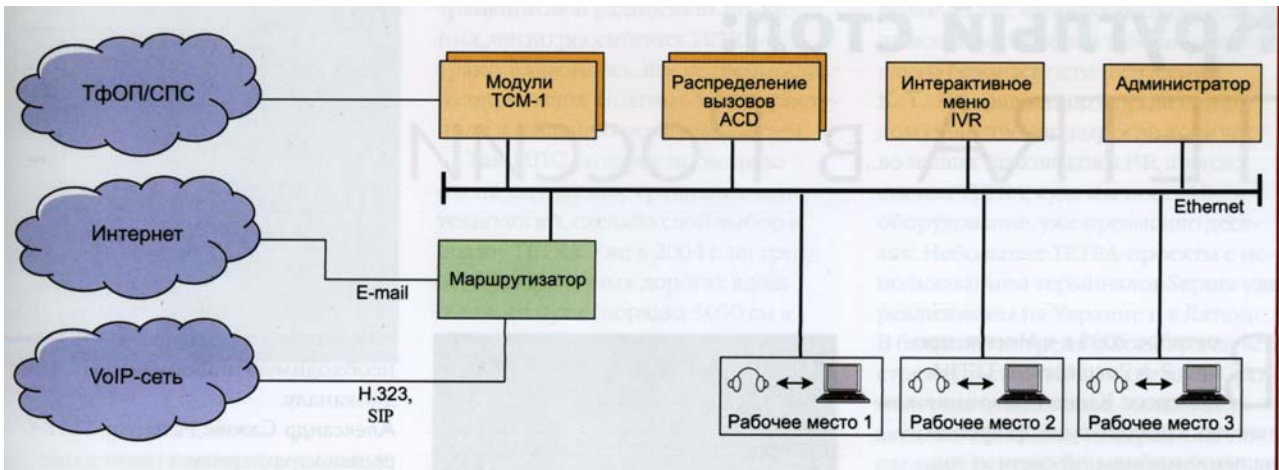 ТфОП/СПС
Модули
ТСМ-1
Распределение
вызовов
ACD
Интерактивное
меню
IVR
Администратор
Ethernet
Интернет
E-mail
Маршрутизатор
VoIP-сеть
H.323,
SIP
Рабочее место 1
Рабочее место 2
Рабочее место 3